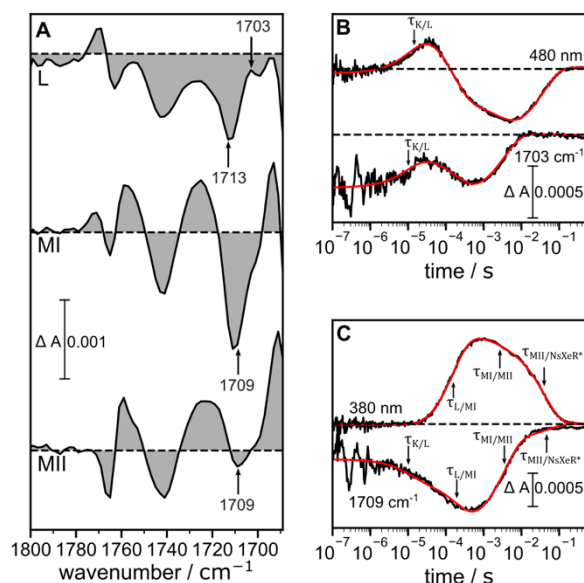 A
1703
L
1713
MI
Δ A 0.001
1709
MII
1709
1800 1780 1760 1740 1720 1700
wavenumber / cm⁻¹
B
τK/L
480 nm
τK/L
1703 cm⁻¹
Δ A 0.0005
10⁻⁷ 10⁻⁶ 10⁻⁵ 10⁻⁴ 10⁻³ 10⁻² 10⁻¹
time / s
C
τMII/NsXeR*
τMI/MII
τL/MI
380 nm
τK/L
τMI/MII
τL/MI
τMII/NsXeR*
1709 cm⁻¹
Δ A 0.0005
10⁻⁷ 10⁻⁶ 10⁻⁵ 10⁻⁴ 10⁻³ 10⁻² 10⁻¹
time / s